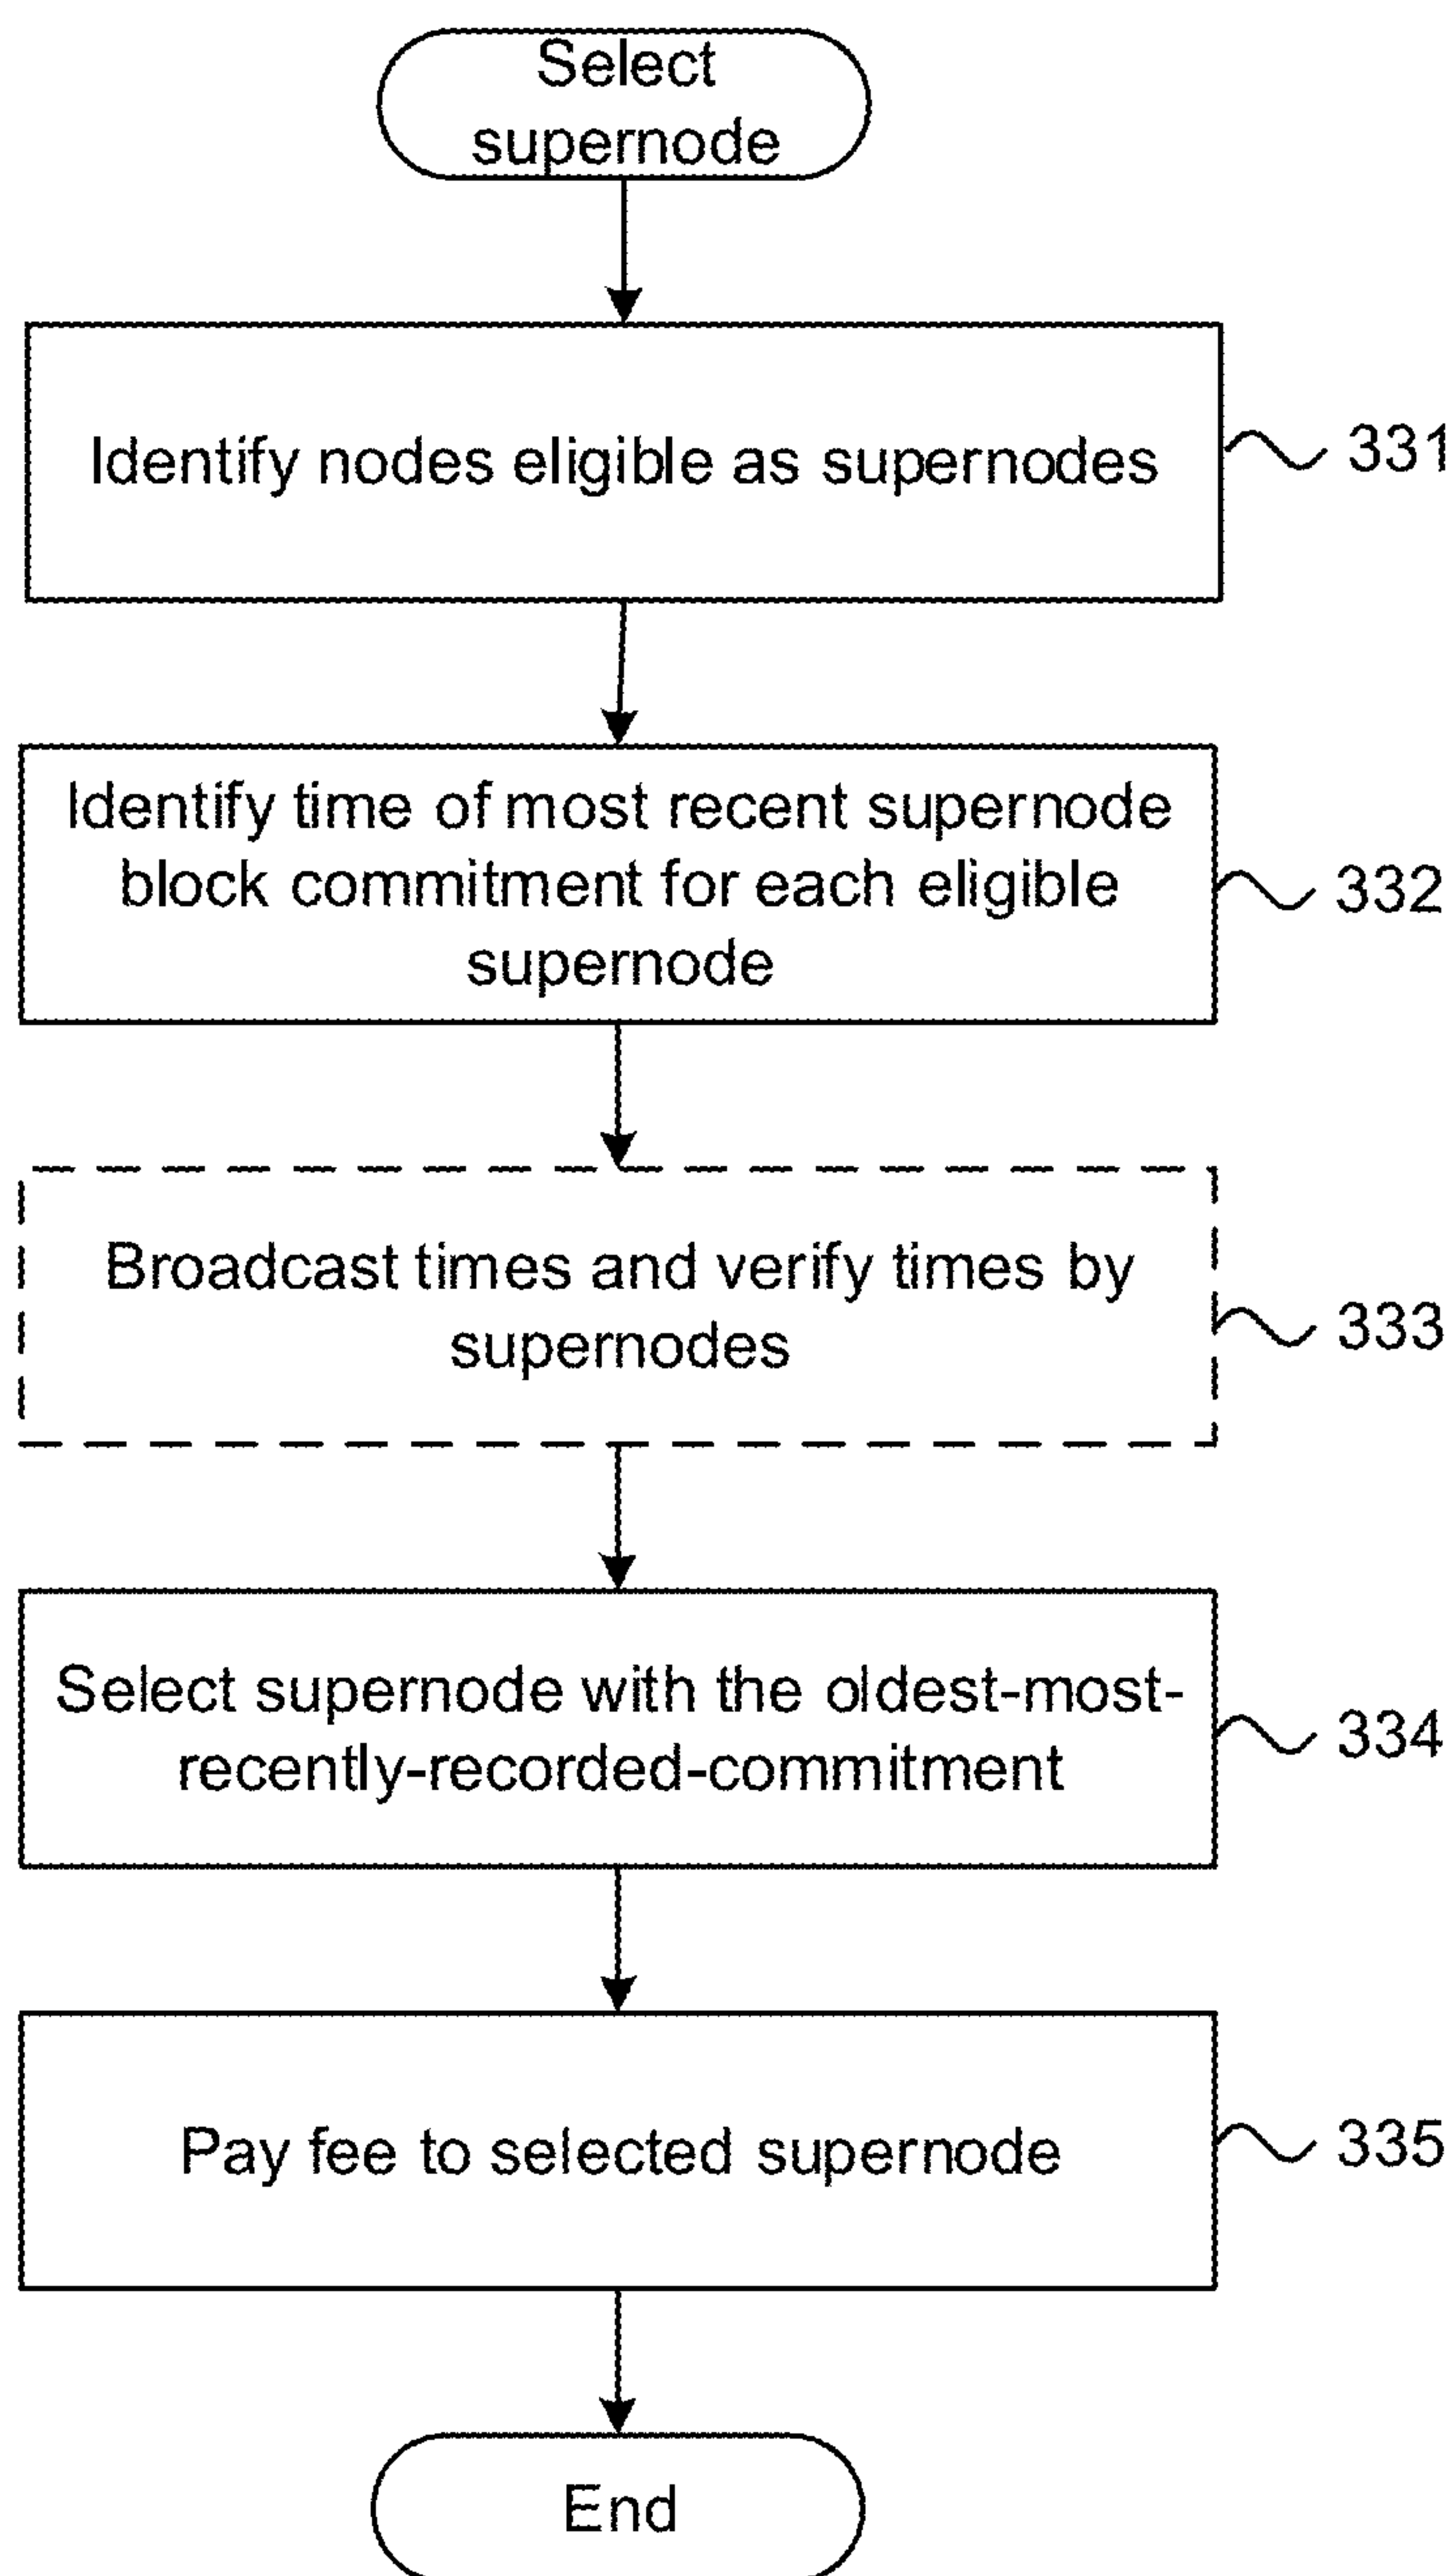 Select
supernode
Identify nodes eligible as supernodes
331
Identify time of most recent supernode
block commitment for each eligible
supernode
332
Broadcast times and verify times by
supernodes
333
Select supernode with the oldest-most-
recently-recorded-commitment
334
Pay fee to selected supernode
335
End